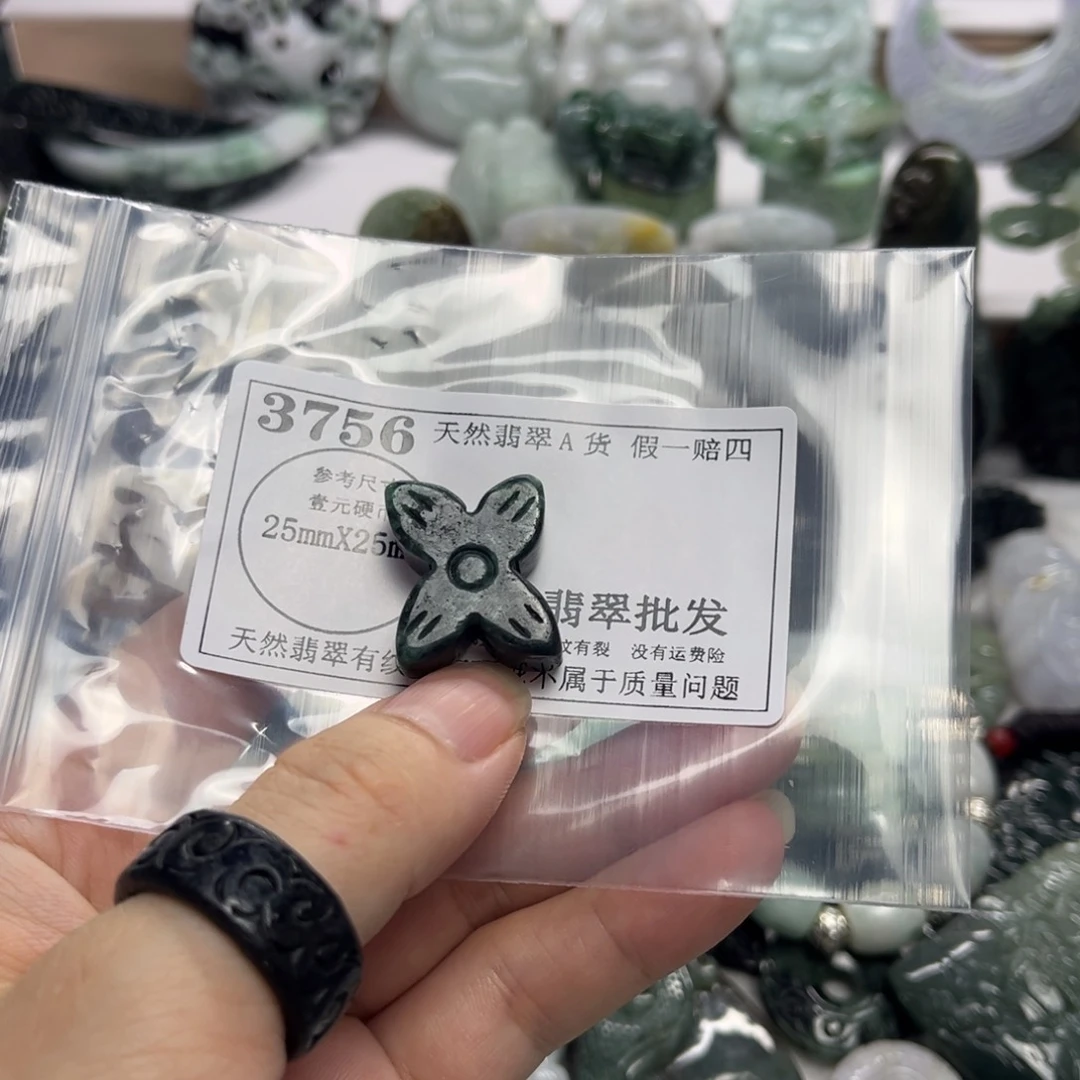 3756 天然翡翠A货 假一赔四
参考尺寸
壹元硬币
25mmX25m
翡翠批发
纹有裂 没有运费险
天然翡翠有纹 术属于质量问题